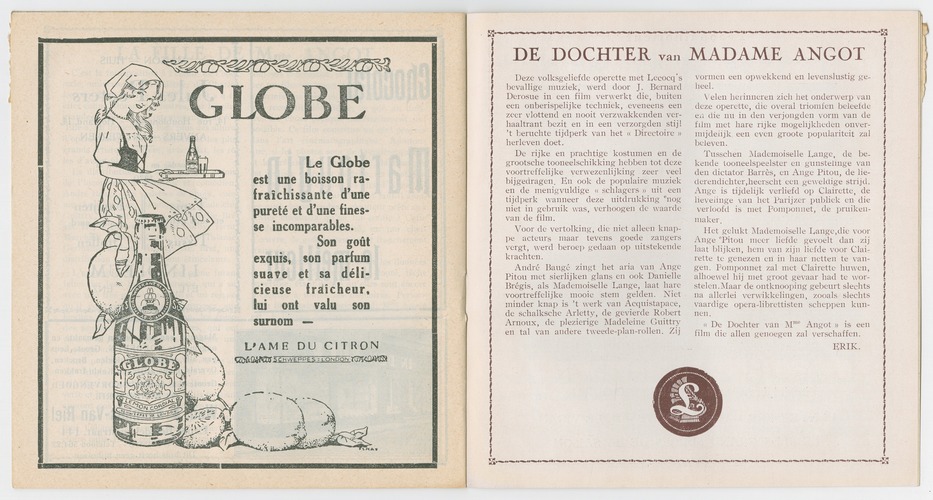 GLOBE
Le Globe
est une boisson ra-
fraîchissante d'une
pureté et d'une fines-
se incomparables.
Son goût
exquis, son parfum
suave et sa déli-
cieuse fraicheur,
lui ont valu son
surnom —
L'AME DU CITRON
SCHWEPPES · LONDON
GLOBE
LEMON CORDIAL
DE DOCHTER van MADAME ANGOT
Deze volksgeliefde operette met Lecocq's
bevallige muziek, werd door J. Bernard
Derosne in een film verwerkt die, buiten
een onberispelijke techniek, eveneens een
zeer vlottend en nooit verzwakkenden ver-
haaltrant bezit en in een verzorgden stijl
't beruchte tijdperk van het « Directoire »
herleven doet.
De rijke en prachtige kostumen en de
grootsche tooneelschikking hebben tot deze
voortreffelijke verwezenlijking zeer veel
bijgedragen. En ook de populaire muziek
en de menigvuldige « schlagers » uit een
tijdperk wanneer deze uitdrukking 'nog
niet in gebruik was, verhoogen de waarde
van de film.
Voor de vertolking, die niet alleen knap-
pe acteurs maar tevens goede zangers
vergt, werd beroep gedaan op uitstekende
krachten.
André Baugé zingt het aria van Ange
Pitou met sierlijken glans en ook Danielle
Brégis, als Mademoiselle Lange, laat hare
voortreffelijke mooie stem gelden. Niet
minder knap is 't werk van Acquistapace,
de schalksche Arletty, de gevierde Robert
Arnoux, de plezierige Madeleine Guittry
en tal van andere tweede-plan-rollen. Zij
vormen een opwekkend en levenslustig ge-
heel.
Velen herinneren zich het onderwerp van
deze operette, die overal triomfen beleefde
en die nu in den verjongden vorm van de
film met hare rijke mogelijkheden onver-
mijdelijk een even groote populariteit zal
beleven.
Tusschen Mademoiselle Lange, de be-
kende tooneelspeelster en gunstelinge van
den dictator Barrès, en Ange Pitou, de lie-
derendichter,heerscht een geweldige strijd.
Ange is tijdelijk verliefd op Clairette, de
lievelinge van het Parijzer publick en die
verloofd is met Pomponnet, de pruiken-
maker.
Het gelukt Mademoiselle Lange,die voor
Ange 'Pitou meer liefde gevoelt dan zij
laat blijken, hem van zijn liefde voor Clai-
rette te genezen en in haar netten te van-
gen. Pomponnet zal met Clairette huwen,
alhoewel hij met groot gevaar had te wor-
stelen.Maar de ontknooping gebeurt slechts
na allerlei verwikkelingen, zooals slechts
vaardige opera-librettisten scheppen kun-
nen.
« De Dochter van Mme Angot » is een
film die allen genoegen zal verschaffen.
ERIK.